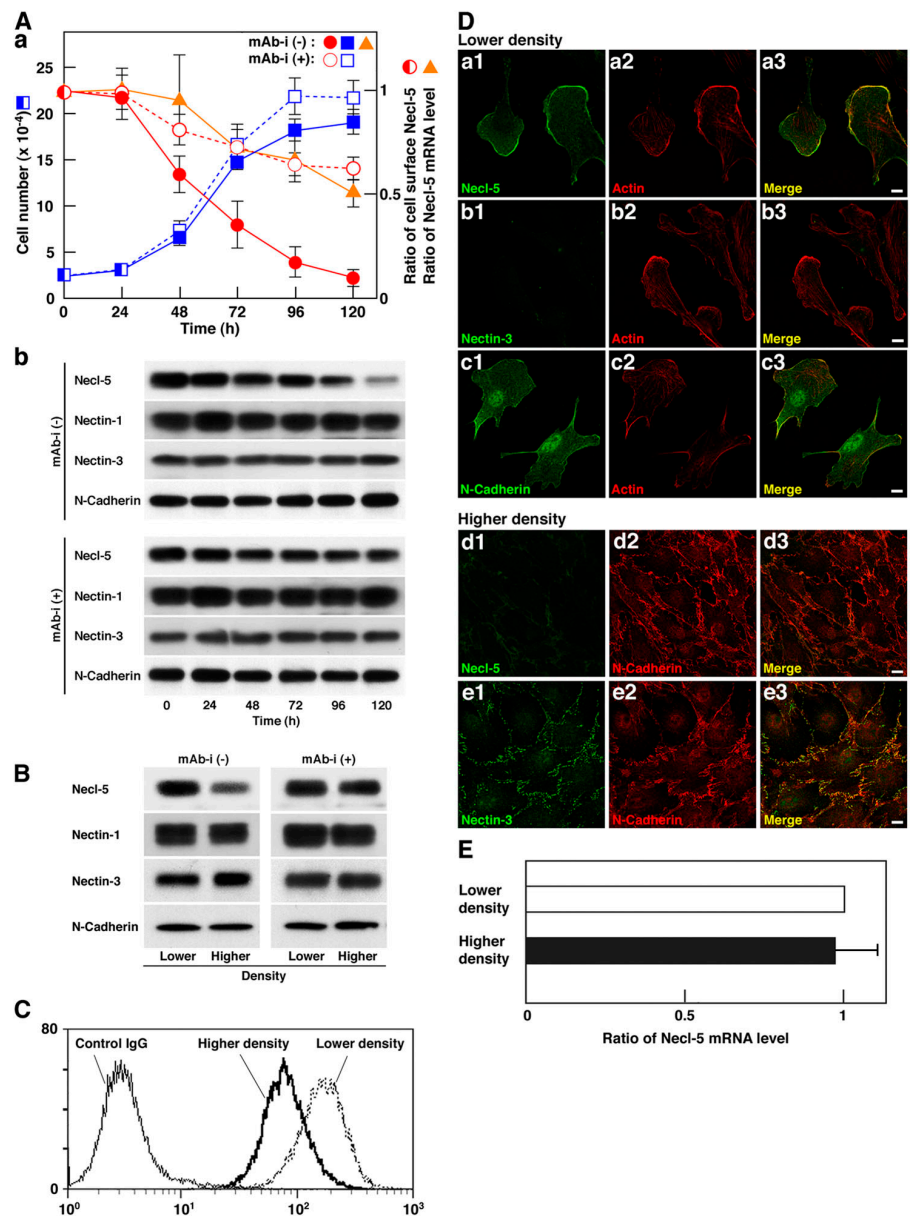 A
a
mAb-i (-) :
mAb-i (+):
25
20
15
10
5
0
Cell number (x 10⁻⁴)
1
0.5
0
Ratio of cell surface Necl-5
Ratio of Necl-5 mRNA level
0 24 48 72 96 120
Time (h)
b
mAb-i (-)
Necl-5
Nectin-1
Nectin-3
N-Cadherin
mAb-i (+)
Necl-5
Nectin-1
Nectin-3
N-Cadherin
0 24 48 72 96 120
Time (h)
B
mAb-i (-) mAb-i (+)
Necl-5
Nectin-1
Nectin-3
N-Cadherin
Lower Higher Lower Higher
Density
C
80
40
0
Control IgG Higher density Lower density
10⁰ 10¹ 10² 10³
D
Lower density
a1 a2 a3
Necl-5 Actin Merge
b1 b2 b3
Nectin-3 Actin Merge
c1 c2 c3
N-Cadherin Actin Merge
Higher density
d1 d2 d3
Necl-5 N-Cadherin Merge
e1 e2 e3
Nectin-3 N-Cadherin Merge
E
Lower
density
Higher
density
0 0.5 1
Ratio of Necl-5 mRNA level